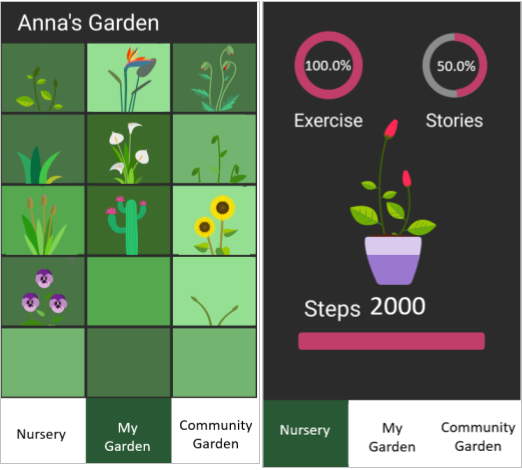 Anna's Garden
Nursery
My
Garden
Community
Garden
100.0%
50.0%
Exercise
Stories
Steps 2000
Nursery
My
Garden
Community
Garden